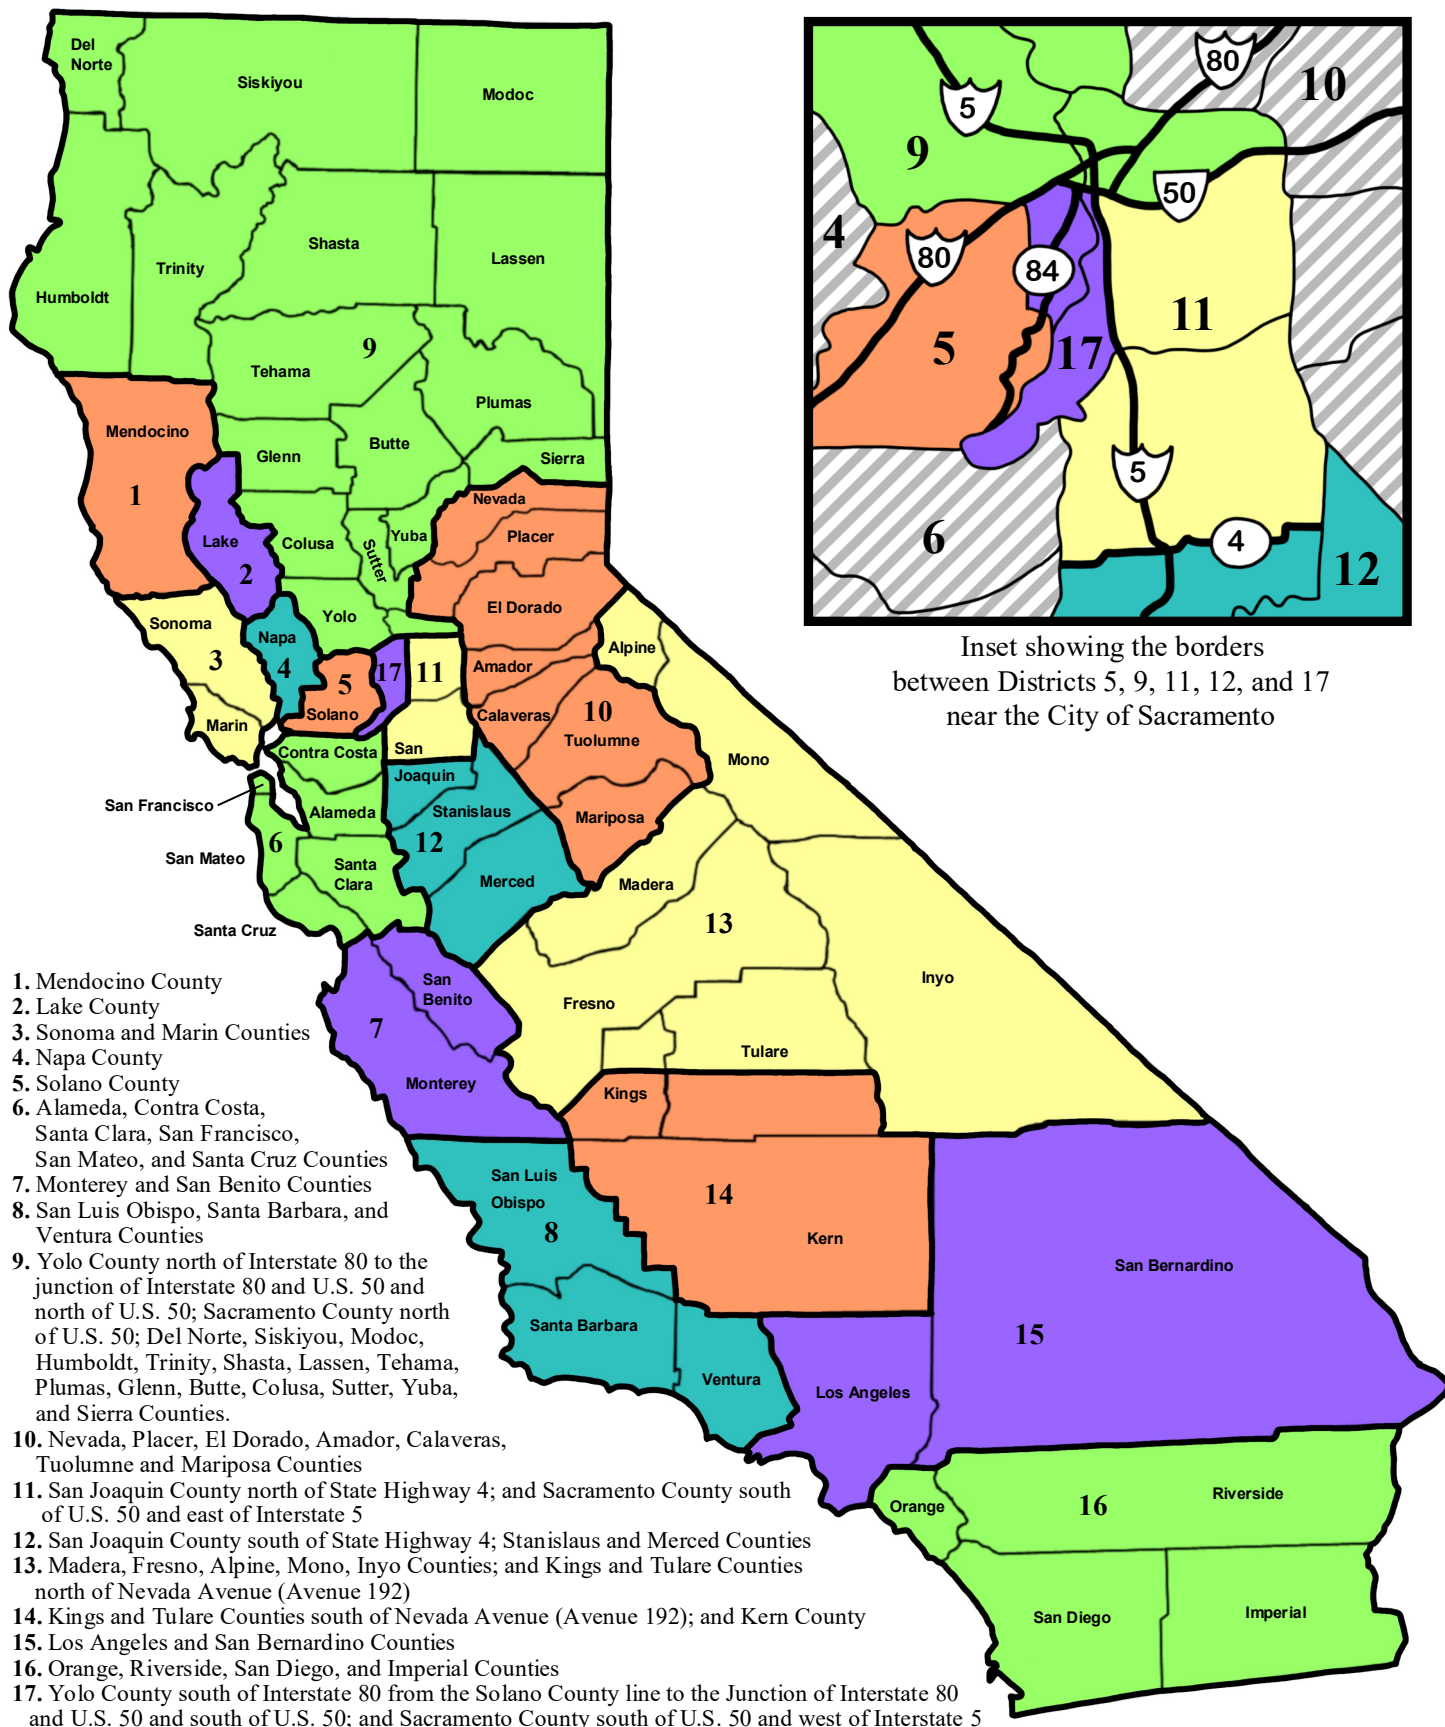 Del
Norte
Siskiyou
Modoc
Humboldt
Trinity
Shasta
Lassen
9
Tehama
Plumas
Mendocino
Glenn
Butte
Sierra
1
Nevada
Lake
Colusa
Sutter
Yuba
Placer
2
El Dorado
Sonoma
Napa
Yolo
Alpine
3
4
5
17
11
Amador
Solano
Marin
Calaveras
10
Tuolumne
Contra Costa
San
Joaquin
Mono
San Francisco
Alameda
Stanislaus
Mariposa
6
12
San Mateo
Santa
Clara
Merced
Madera
13
Santa Cruz
San
Benito
Inyo
Fresno
7
Tulare
Monterey
Kings
San Luis
Obispo
14
8
Kern
San Bernardino
Santa Barbara
15
Ventura
Los Angeles
Orange
16
Riverside
San Diego
Imperial
80
10
5
9
50
4
80
84
11
5
17
5
6
4
12
Inset showing the borders
between Districts 5, 9, 11, 12, and 17
near the City of Sacramento
1. Mendocino County
2. Lake County
3. Sonoma and Marin Counties
4. Napa County
5. Solano County
6. Alameda, Contra Costa,
Santa Clara, San Francisco,
San Mateo, and Santa Cruz Counties
7. Monterey and San Benito Counties
8. San Luis Obispo, Santa Barbara, and
Ventura Counties
9. Yolo County north of Interstate 80 to the
junction of Interstate 80 and U.S. 50 and
north of U.S. 50; Sacramento County north
of U.S. 50; Del Norte, Siskiyou, Modoc,
Humboldt, Trinity, Shasta, Lassen, Tehama,
Plumas, Glenn, Butte, Colusa, Sutter, Yuba,
and Sierra Counties.
10. Nevada, Placer, El Dorado, Amador, Calaveras,
Tuolumne and Mariposa Counties
11. San Joaquin County north of State Highway 4; and Sacramento County south
of U.S. 50 and east of Interstate 5
12. San Joaquin County south of State Highway 4; Stanislaus and Merced Counties
13. Madera, Fresno, Alpine, Mono, Inyo Counties; and Kings and Tulare Counties
north of Nevada Avenue (Avenue 192)
14. Kings and Tulare Counties south of Nevada Avenue (Avenue 192); and Kern County
15. Los Angeles and San Bernardino Counties
16. Orange, Riverside, San Diego, and Imperial Counties
17. Yolo County south of Interstate 80 from the Solano County line to the Junction of Interstate 80
and U.S. 50 and south of U.S. 50; and Sacramento County south of U.S. 50 and west of Interstate 5